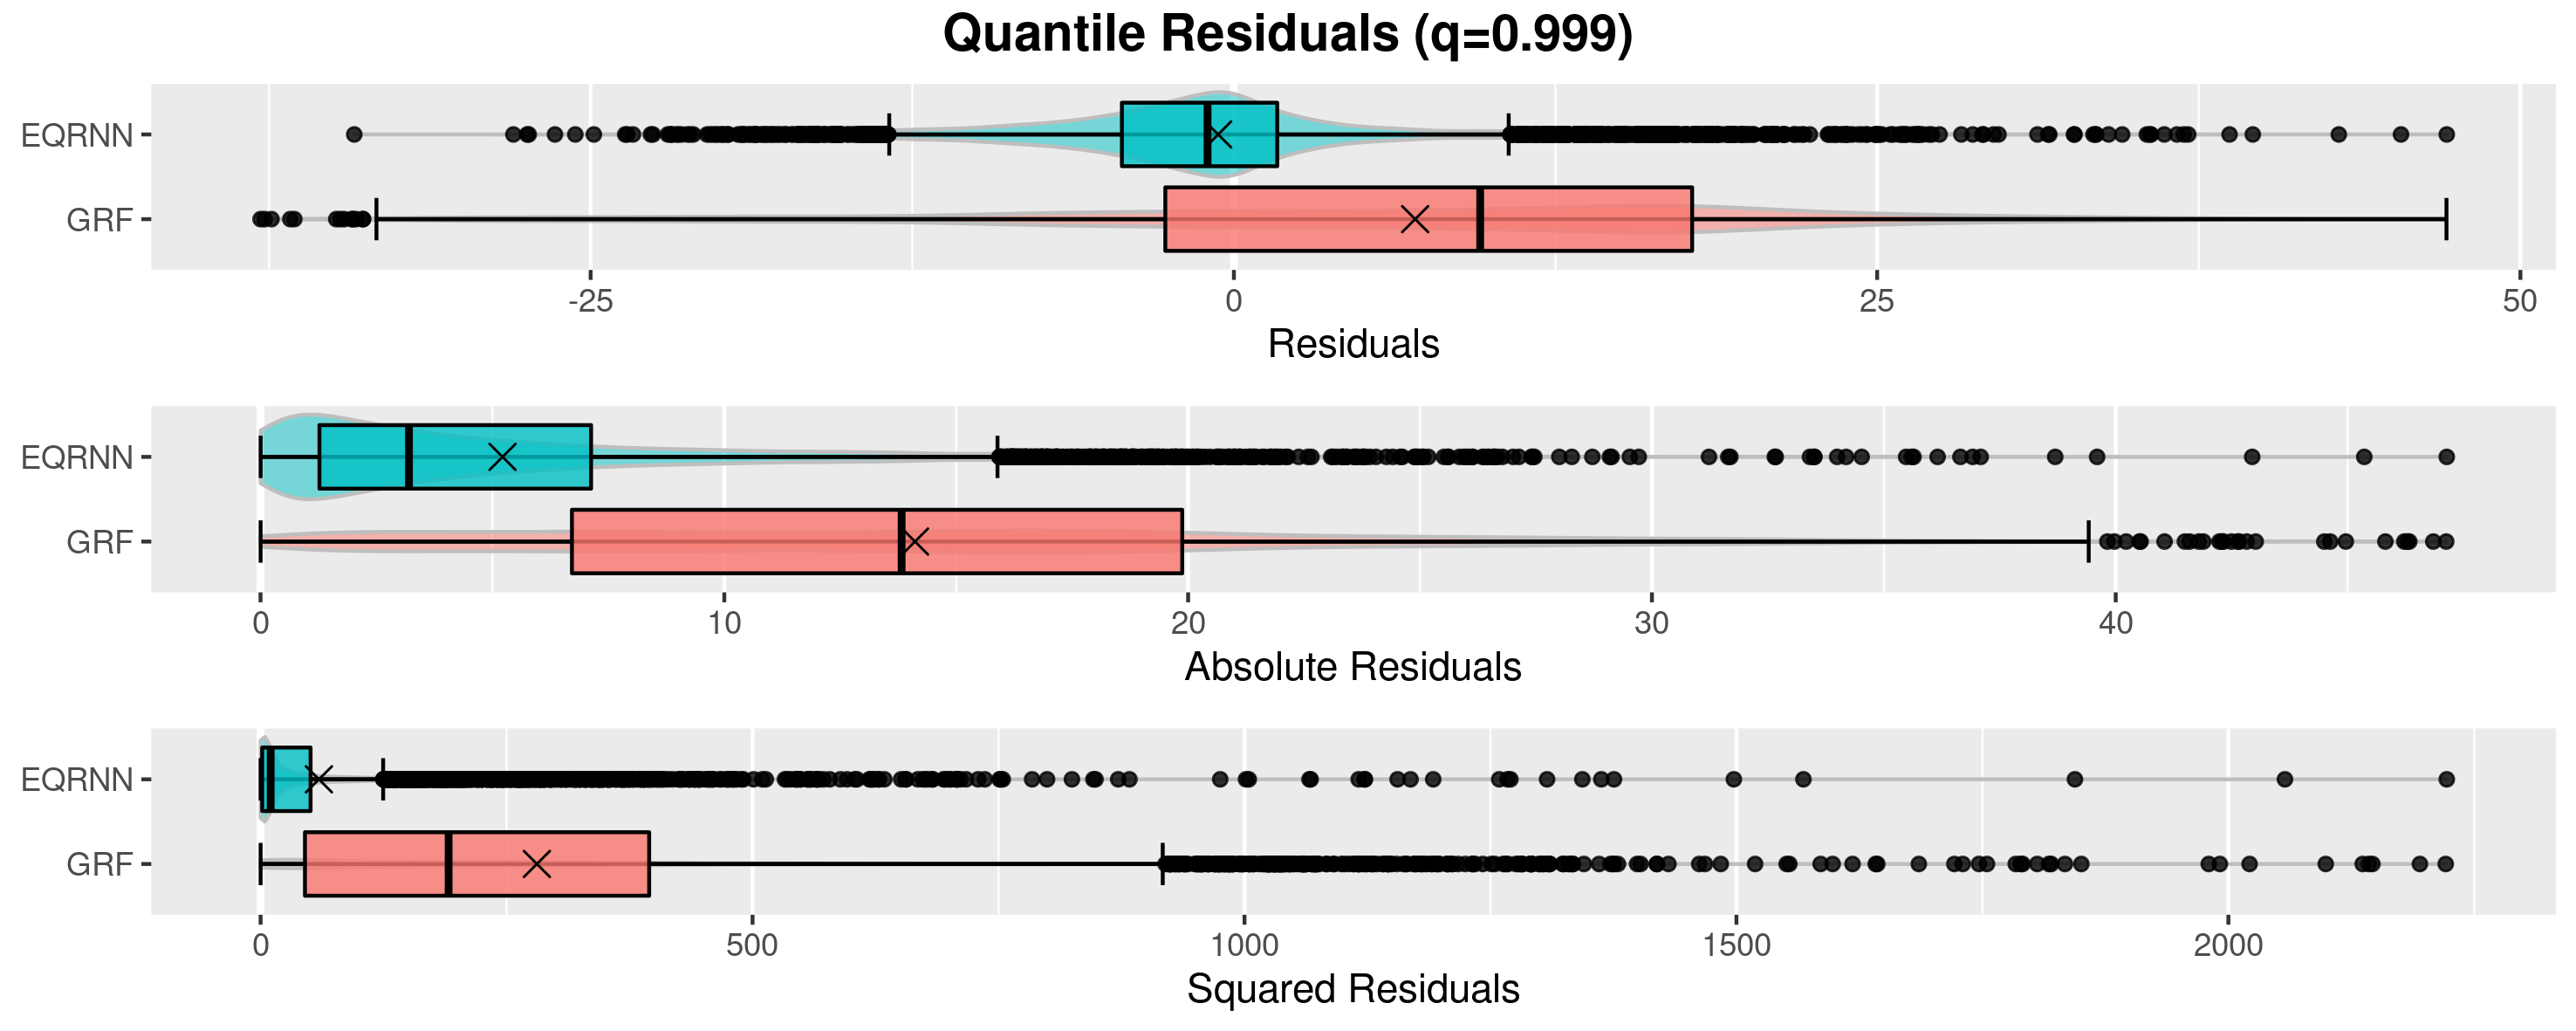 Quantile Residuals (q=0.999)
EQRNN
GRF
-25 0 25 50
Residuals
EQRNN
GRF
0 10 20 30 40
Absolute Residuals
EQRNN
GRF
0 500 1000 1500 2000
Squared Residuals